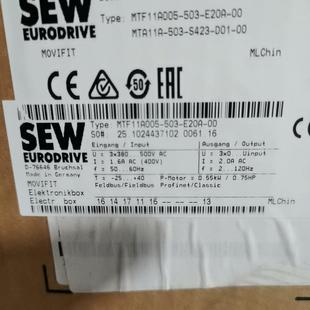 SEW
EURODRIVE
Type: MTF11A005-503-E20A-00
MTA11A-503-S423-001-00
MOVIFIT
MLChin
CE
50
EAC
SEW
EURODRIVE
D-76646 Bruchsal
Made in Germany
MOVIFIT
Elektronikbox
Electr box
Type: MTF11A005-503-E20A-00
SO#: 25.1024437102 0061 16
Eingang / Input
U = 3x380...500V AC
I = 1.6A AC (400V)
f = 50...60Hz
T = -25...+40
Ausgang / Output
U = 3x0...Uinput
I = 2.0A AC
f = 2...120Hz
P-Motor = 0.55kW / 0.75HP
Feldbus/Fieldbus Profinet/Classic
16 14 17 11 16 -- -- -- 13
MLChin